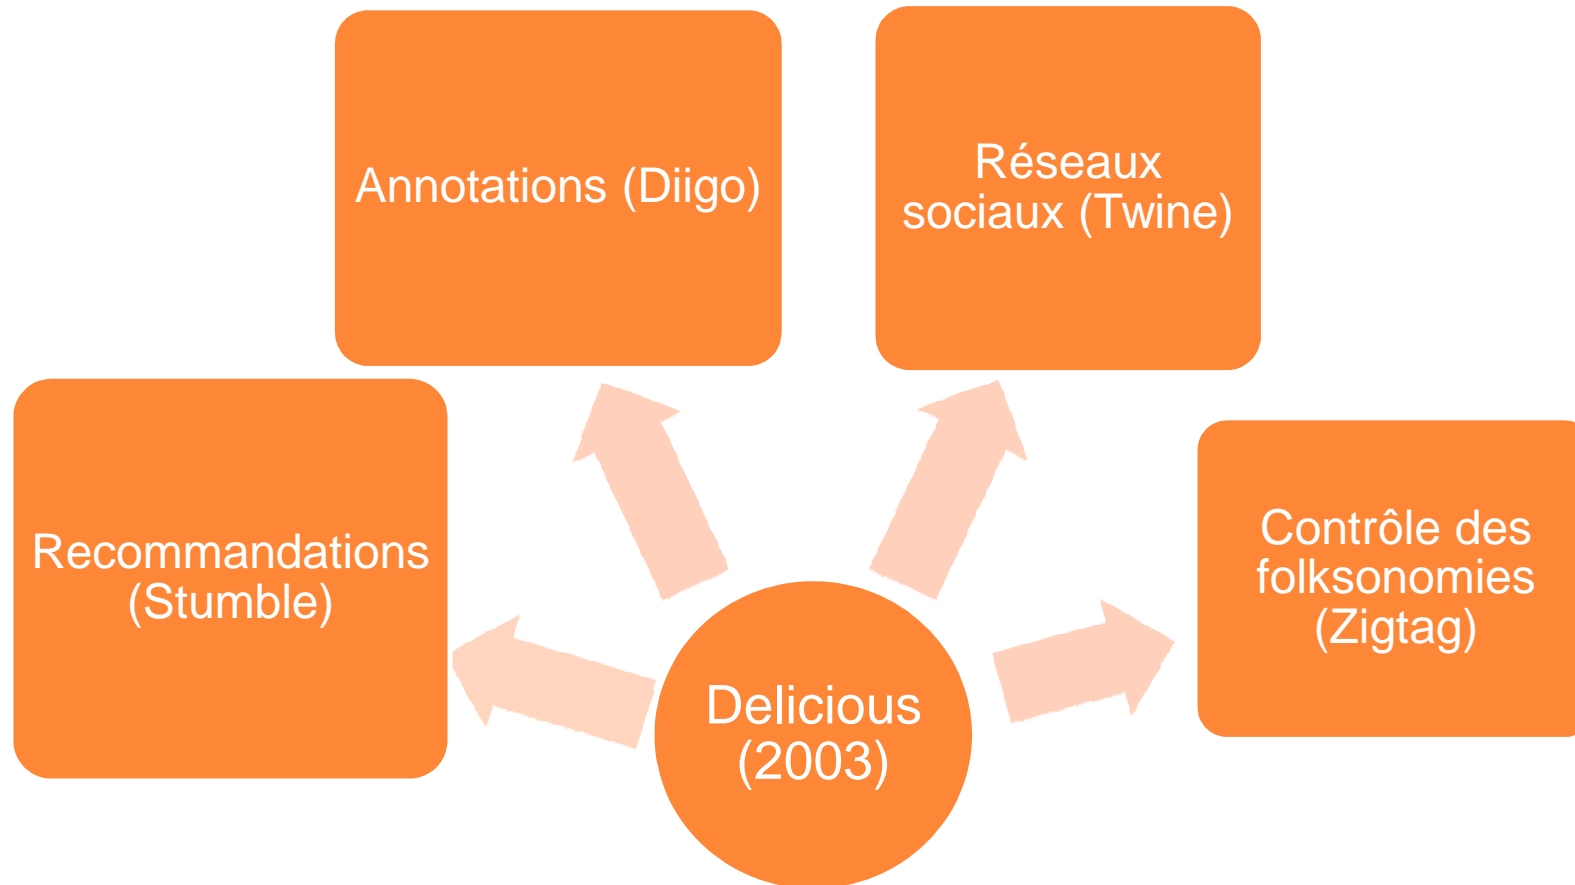 Annotations (Diigo)
Réseaux
sociaux (Twine)
Recommandations
(Stumble)
Contrôle des
folksonomies
(Zigtag)
Delicious
(2003)